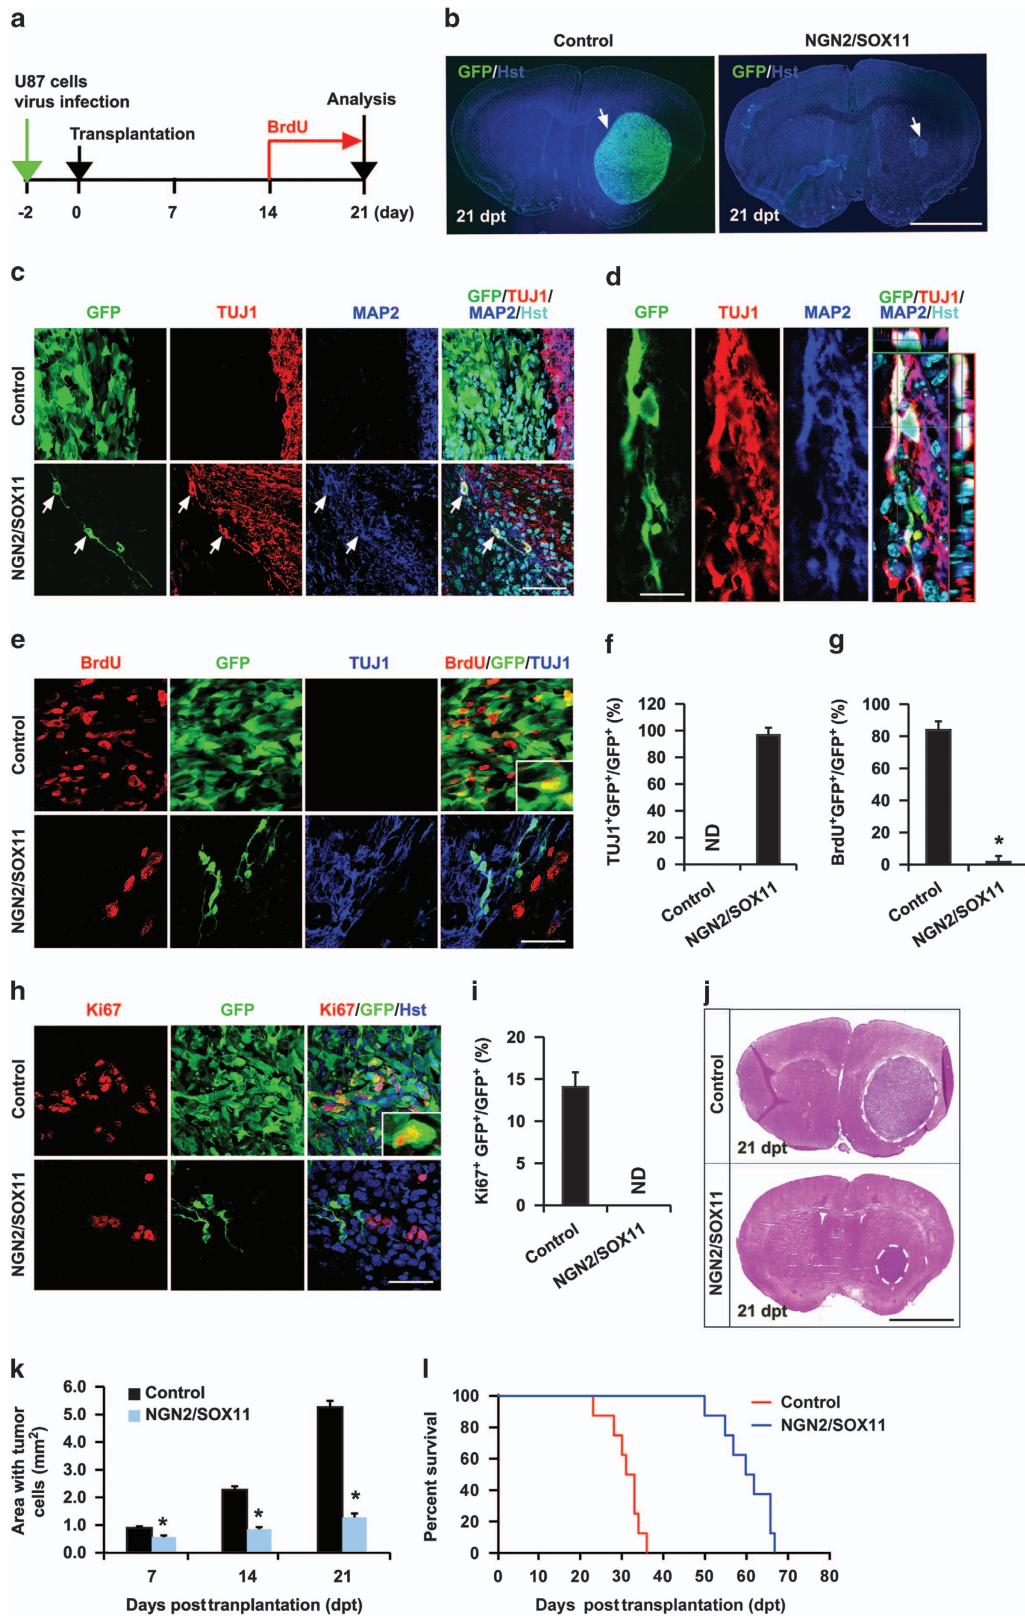 a
U87 cells
virus infection
Transplantation
BrdU
Analysis
-2 0 7 14 21 (day)
b
Control NGN2/SOX11
GFP/Hst GFP/Hst
21 dpt 21 dpt
c
GFP TUJ1 MAP2 GFP/TUJ1/
MAP2/Hst
Control
NGN2/SOX11
d
GFP TUJ1 MAP2 GFP/TUJ1/
MAP2/Hst
e
BrdU GFP TUJ1 BrdU/GFP/TUJ1
Control
NGN2/SOX11
f
TUJ1⁺GFP⁺/GFP⁺ (%)
120
100
80
60
40
20
0
ND
Control
NGN2/SOX11
g
BrdU⁺GFP⁺/GFP⁺ (%)
100
80
60
40
20
0
*
Control
NGN2/SOX11
h
Ki67 GFP Ki67/GFP/Hst
Control
NGN2/SOX11
i
Ki67⁺ GFP⁺/GFP⁺ (%)
20
15
10
5
0
ND
Control
NGN2/SOX11
j
Control
21 dpt
NGN2/SOX11
21 dpt
k
Area with tumor
cells (mm²)
6.0
5.0
4.0
3.0
2.0
1.0
0.0
Control
NGN2/SOX11
* * *
7 14 21
Days post tranplantation (dpt)
l
Percent survival
100
80
60
40
20
0
Control
NGN2/SOX11
0 10 20 30 40 50 60 70 80
Days post transplantation (dpt)